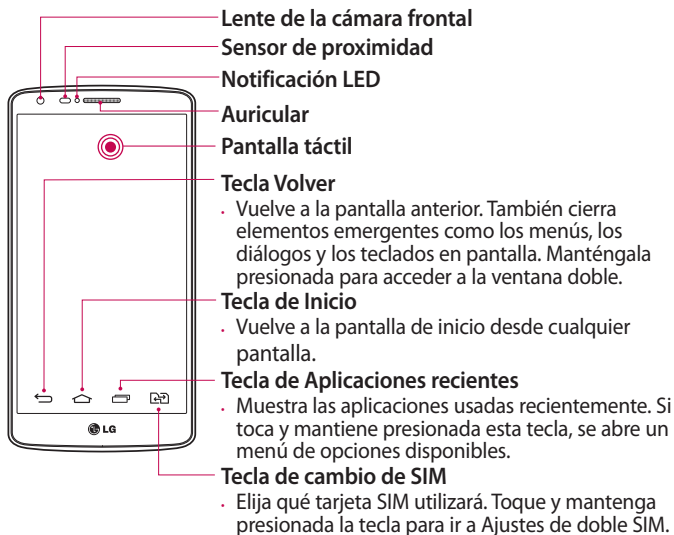 Lente de la cámara frontal
Sensor de proximidad
Notificación LED
Auricular
Pantalla táctil
Tecla Volver
• Vuelve a la pantalla anterior. También cierra
elementos emergentes como los menús, los
diálogos y los teclados en pantalla. Manténgala
presionada para acceder a la ventana doble.
Tecla de Inicio
• Vuelve a la pantalla de inicio desde cualquier
pantalla.
Tecla de Aplicaciones recientes
• Muestra las aplicaciones usadas recientemente. Si
toca y mantiene presionada esta tecla, se abre un
menú de opciones disponibles.
Tecla de cambio de SIM
• Elija qué tarjeta SIM utilizará. Toque y mantenga
presionada la tecla para ir a Ajustes de doble SIM.
LG